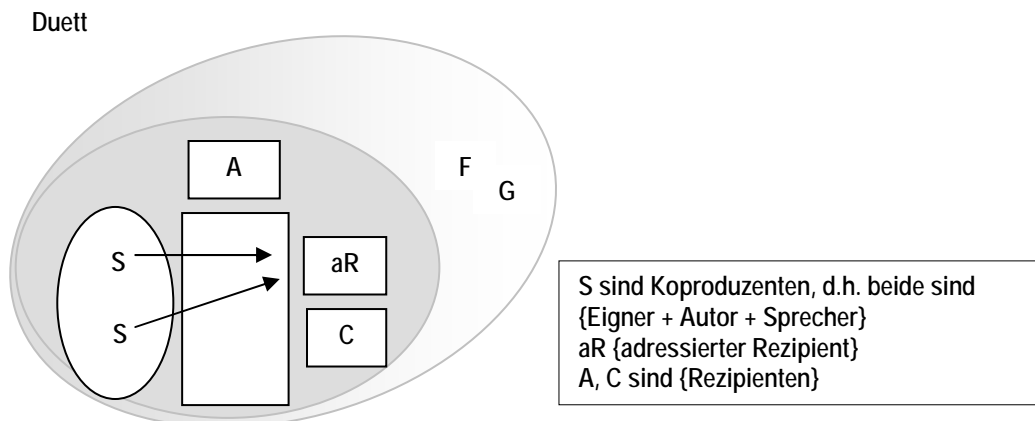 Duett
A
F
G
S
aR
S
C
S sind Koproduzenten, d.h. beide sind
{Eigner + Autor + Sprecher}
aR {adressierter Rezipient}
A, C sind {Rezipienten}